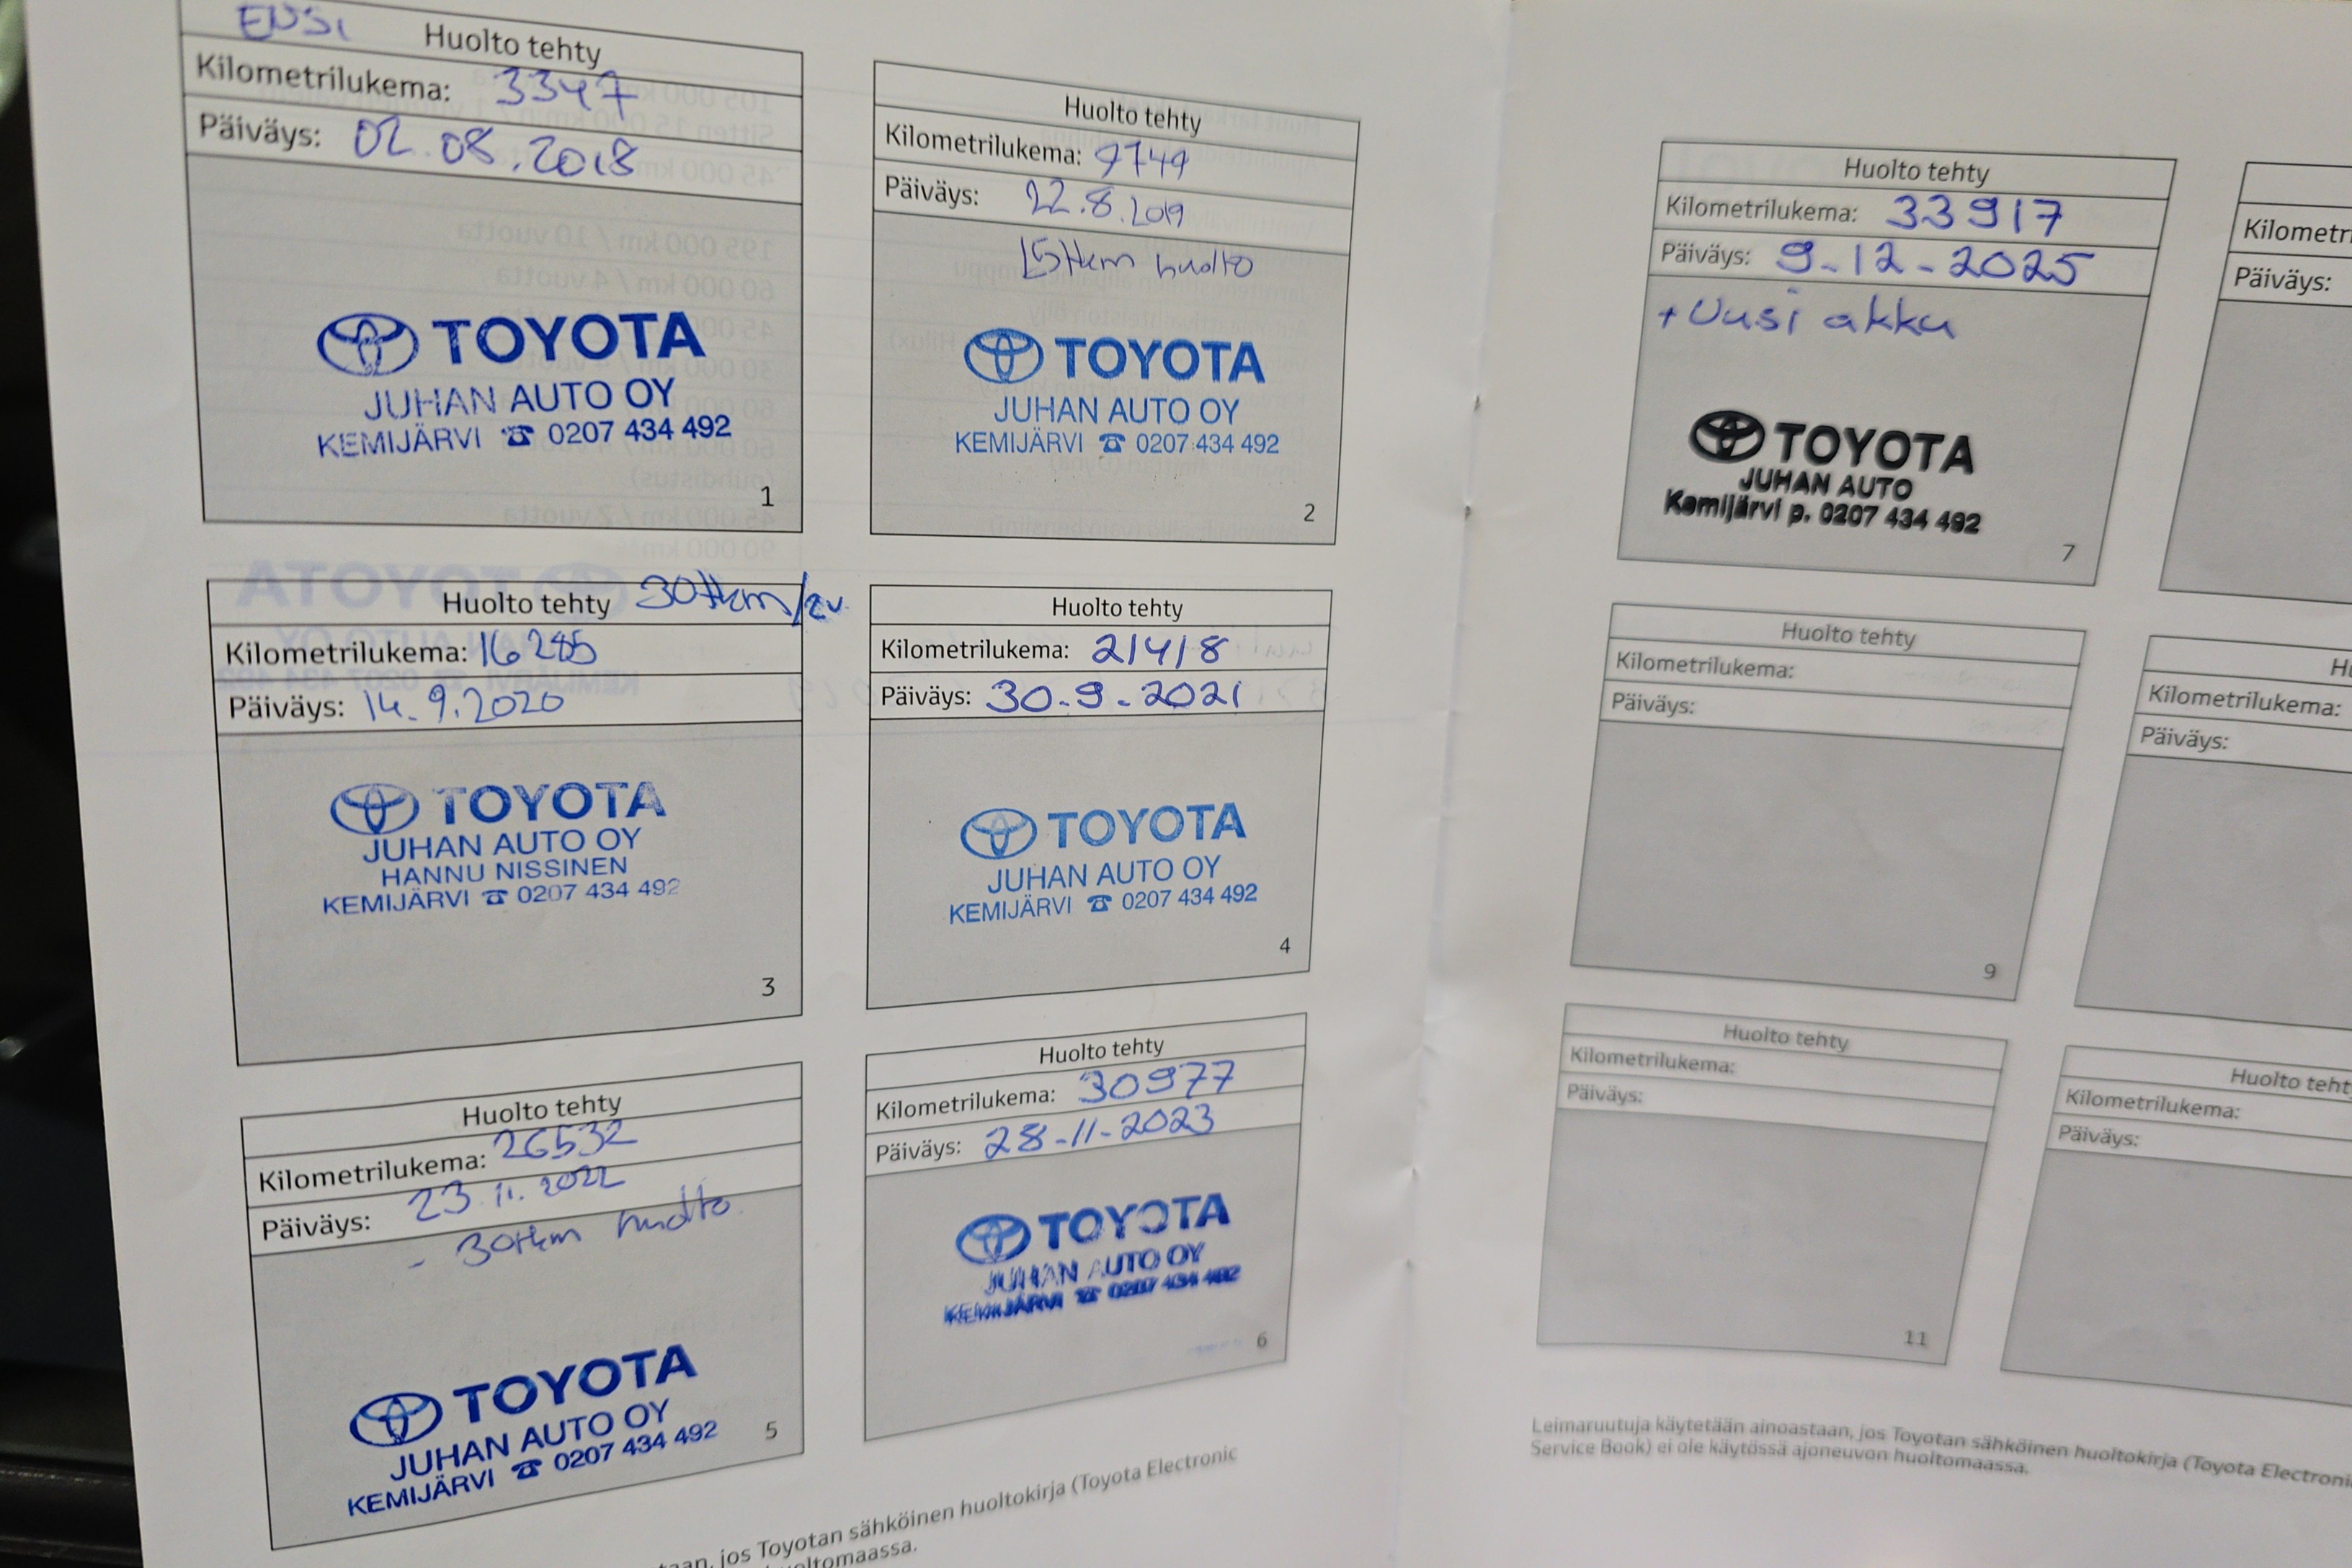 ENSI Huolto tehty
Kilometrilukema: 3347
Päiväys: 02.08.2018
TOYOTA
JUHAN AUTO OY
KEMIJÄRVI ☎ 0207 434 492
1
Huolto tehty
Kilometrilukema: 9749
Päiväys: 22.8.2019
15tkm huolto
TOYOTA
JUHAN AUTO OY
KEMIJÄRVI ☎ 0207 434 492
2
Huolto tehty 30tkm/2v.
Kilometrilukema: 16285
Päiväys: 14.9.2020
TOYOTA
JUHAN AUTO OY
HANNU NISSINEN
KEMIJÄRVI ☎ 0207 434 492
3
Huolto tehty
Kilometrilukema: 21418
Päiväys: 30-9-2021
TOYOTA
JUHAN AUTO OY
KEMIJÄRVI ☎ 0207 434 492
4
Huolto tehty
Kilometrilukema: 26532
Päiväys: 23.11.2022
- 30tkm huolto.
TOYOTA
JUHAN AUTO OY
KEMIJÄRVI ☎ 0207 434 492
5
Huolto tehty
Kilometrilukema: 30977
Päiväys: 28-11-2023
TOYOTA
JUHAN AUTO OY
KEMIJÄRVI ☎ 0207 434 492
6
jos Toyotan sähköinen huoltokirja (Toyota Electronic
Huolto tehty
Kilometrilukema: 33917
Päiväys: 9-12-2025
+ Uusi akku
TOYOTA
JUHAN AUTO
Kemijärvi p. 0207 434 492
7
Kilometri
Päiväys:
Huolto tehty
Kilometrilukema:
Päiväys:
9
Kilometrilukema:
Päiväys:
Huolto tehty
Kilometrilukema:
Päiväys:
11
Huolto teht
Kilometrilukema:
Päiväys:
Leimaruutuja käytetään ainoastaan, jos Toyotan sähköinen huoltokirja (Toyota Electronic
Service Book) ei ole käytössä ajoneuvon huoltomaassa.